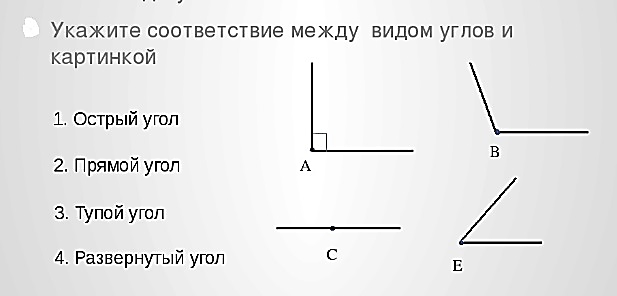 Укажите соответствие между видом углов и
картинкой
1. Острый угол
2. Прямой угол
3. Тупой угол
4. Развернутый угол
A
B
C
E